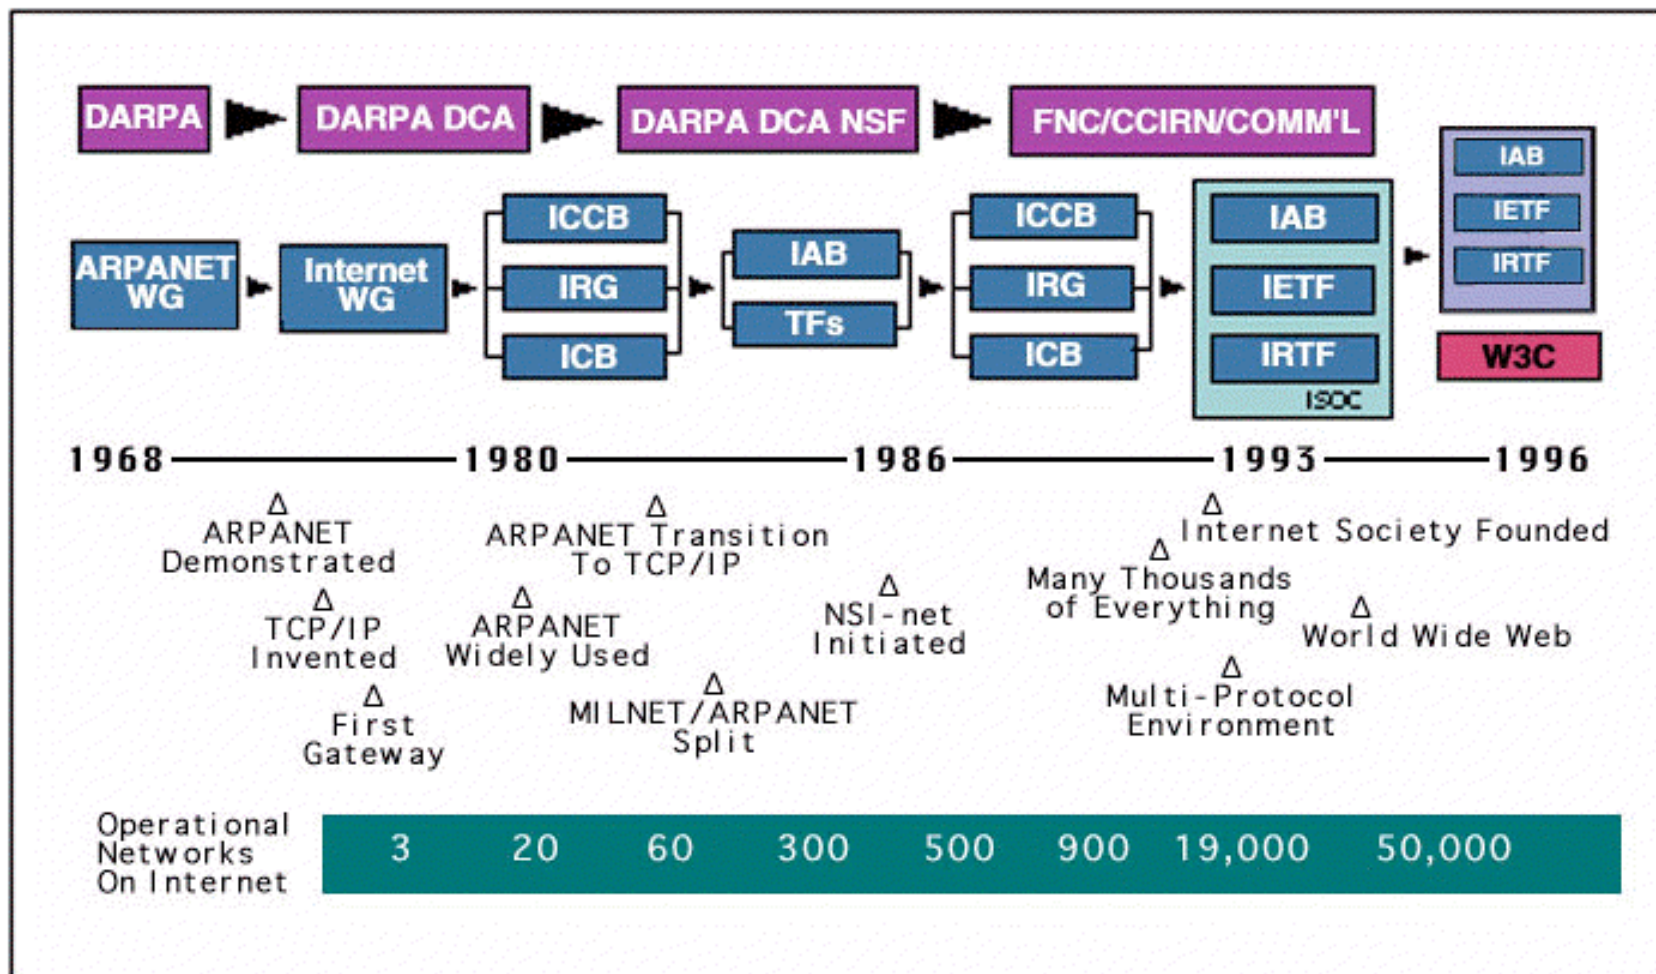 DARPA
DARPA DCA
DARPA DCA NSF
FNC/CCIRN/COMM'L
ARPANET
WG
Internet
WG
ICCB
IRG
ICB
IAB
TFs
ICCB
IRG
ICB
IAB
IETF
IRTF
ISOC
IAB
IETF
IRTF
W3C
1968 1980 1986 1993 1996
ARPANET
Demonstrated
TCP/IP
Invented
First
Gateway
ARPANET Transition
To TCP/IP
ARPANET
Widely Used
MILNET/ARPANET
Split
NSI-net
Initiated
Internet Society Founded
Many Thousands
of Everything
World Wide Web
Multi-Protocol
Environment
Operational
Networks
On Internet
3 20 60 300 500 900 19,000 50,000